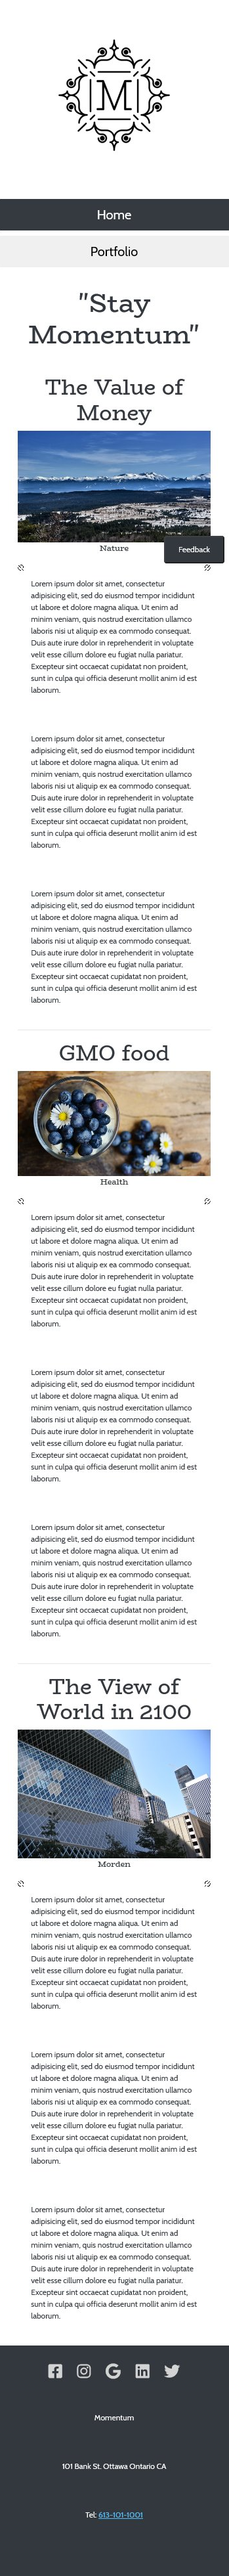 M
Home
Portfolio
"Stay
Momentum"
The Value of
Money
Nature
Feedback
Lorem ipsum dolor sit amet, consectetur
adipisicing elit, sed do eiusmod tempor incididunt
ut labore et dolore magna aliqua. Ut enim ad
minim veniam, quis nostrud exercitation ullamco
laboris nisi ut aliquip ex ea commodo consequat.
Duis aute irure dolor in reprehenderit in voluptate
velit esse cillum dolore eu fugiat nulla pariatur.
Excepteur sint occaecat cupidatat non proident,
sunt in culpa qui officia deserunt mollit anim id est
laborum.
Lorem ipsum dolor sit amet, consectetur
adipisicing elit, sed do eiusmod tempor incididunt
ut labore et dolore magna aliqua. Ut enim ad
minim veniam, quis nostrud exercitation ullamco
laboris nisi ut aliquip ex ea commodo consequat.
Duis aute irure dolor in reprehenderit in voluptate
velit esse cillum dolore eu fugiat nulla pariatur.
Excepteur sint occaecat cupidatat non proident,
sunt in culpa qui officia deserunt mollit anim id est
laborum.
Lorem ipsum dolor sit amet, consectetur
adipisicing elit, sed do eiusmod tempor incididunt
ut labore et dolore magna aliqua. Ut enim ad
minim veniam, quis nostrud exercitation ullamco
laboris nisi ut aliquip ex ea commodo consequat.
Duis aute irure dolor in reprehenderit in voluptate
velit esse cillum dolore eu fugiat nulla pariatur.
Excepteur sint occaecat cupidatat non proident,
sunt in culpa qui officia deserunt mollit anim id est
laborum.
GMO food
Health
Lorem ipsum dolor sit amet, consectetur
adipisicing elit, sed do eiusmod tempor incididunt
ut labore et dolore magna aliqua. Ut enim ad
minim veniam, quis nostrud exercitation ullamco
laboris nisi ut aliquip ex ea commodo consequat.
Duis aute irure dolor in reprehenderit in voluptate
velit esse cillum dolore eu fugiat nulla pariatur.
Excepteur sint occaecat cupidatat non proident,
sunt in culpa qui officia deserunt mollit anim id est
laborum.
Lorem ipsum dolor sit amet, consectetur
adipisicing elit, sed do eiusmod tempor incididunt
ut labore et dolore magna aliqua. Ut enim ad
minim veniam, quis nostrud exercitation ullamco
laboris nisi ut aliquip ex ea commodo consequat.
Duis aute irure dolor in reprehenderit in voluptate
velit esse cillum dolore eu fugiat nulla pariatur.
Excepteur sint occaecat cupidatat non proident,
sunt in culpa qui officia deserunt mollit anim id est
laborum.
Lorem ipsum dolor sit amet, consectetur
adipisicing elit, sed do eiusmod tempor incididunt
ut labore et dolore magna aliqua. Ut enim ad
minim veniam, quis nostrud exercitation ullamco
laboris nisi ut aliquip ex ea commodo consequat.
Duis aute irure dolor in reprehenderit in voluptate
velit esse cillum dolore eu fugiat nulla pariatur.
Excepteur sint occaecat cupidatat non proident,
sunt in culpa qui officia deserunt mollit anim id est
laborum.
The View of
World in 2100
Morden
Lorem ipsum dolor sit amet, consectetur
adipisicing elit, sed do eiusmod tempor incididunt
ut labore et dolore magna aliqua. Ut enim ad
minim veniam, quis nostrud exercitation ullamco
laboris nisi ut aliquip ex ea commodo consequat.
Duis aute irure dolor in reprehenderit in voluptate
velit esse cillum dolore eu fugiat nulla pariatur.
Excepteur sint occaecat cupidatat non proident,
sunt in culpa qui officia deserunt mollit anim id est
laborum.
Lorem ipsum dolor sit amet, consectetur
adipisicing elit, sed do eiusmod tempor incididunt
ut labore et dolore magna aliqua. Ut enim ad
minim veniam, quis nostrud exercitation ullamco
laboris nisi ut aliquip ex ea commodo consequat.
Duis aute irure dolor in reprehenderit in voluptate
velit esse cillum dolore eu fugiat nulla pariatur.
Excepteur sint occaecat cupidatat non proident,
sunt in culpa qui officia deserunt mollit anim id est
laborum.
Lorem ipsum dolor sit amet, consectetur
adipisicing elit, sed do eiusmod tempor incididunt
ut labore et dolore magna aliqua. Ut enim ad
minim veniam, quis nostrud exercitation ullamco
laboris nisi ut aliquip ex ea commodo consequat.
Duis aute irure dolor in reprehenderit in voluptate
velit esse cillum dolore eu fugiat nulla pariatur.
Excepteur sint occaecat cupidatat non proident,
sunt in culpa qui officia deserunt mollit anim id est
laborum.
Momentum
101 Bank St. Ottawa Ontario CA
Tel: 613-101-1001